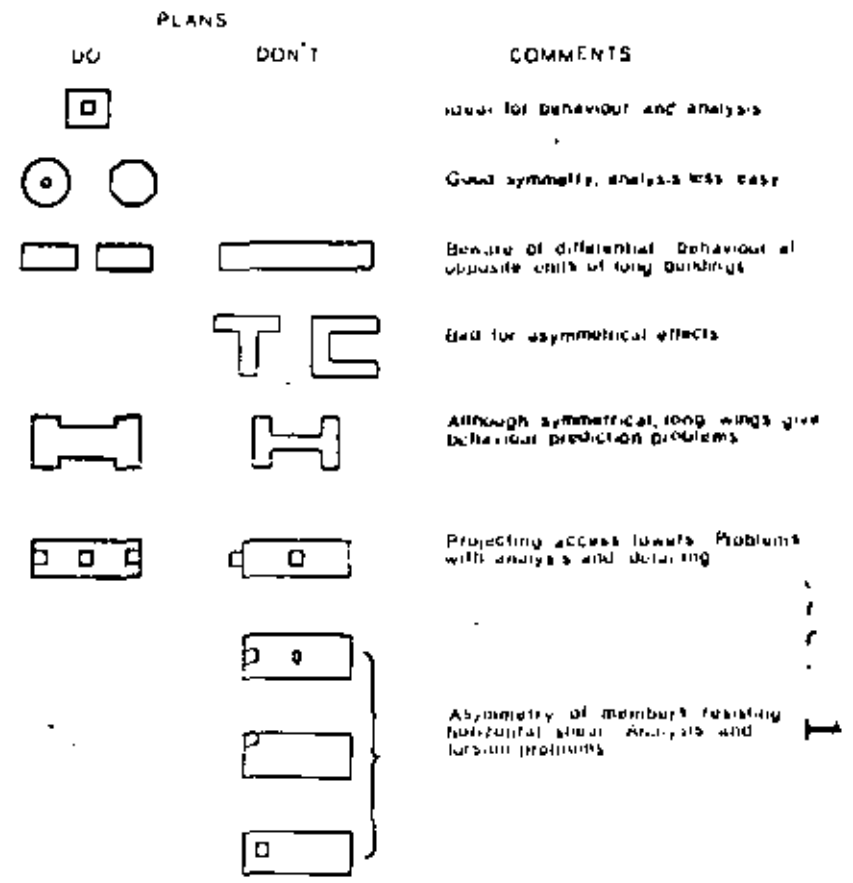 PLANS
DO DON'T COMMENTS
Ideal for behaviour and analysis
Good symmetry, analysis less easy
Beware of differential behaviour at
opposite ends of long buildings
Bad for asymmetrical effects
Although symmetrical, long wings give
behaviour prediction problems
Projecting access towers. Problems
with analysis and detailing
Asymmetry of members resisting
horizontal shear. Analysis and
torsion problems